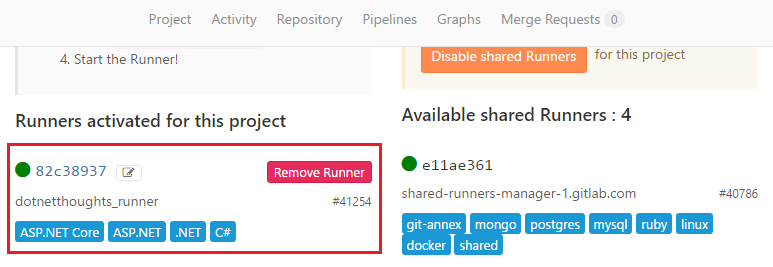 Project Activity Repository Pipelines Graphs Merge Requests 0
4. Start the Runner!
Disable shared Runners for this project
Runners activated for this project
82c38937 Remove Runner
dotnetthoughts_runner #41254
ASP.NET Core ASP.NET .NET C#
Available shared Runners : 4
e11ae361
shared-runners-manager-1.gitlab.com #40786
git-annex mongo postgres mysql ruby linux
docker shared